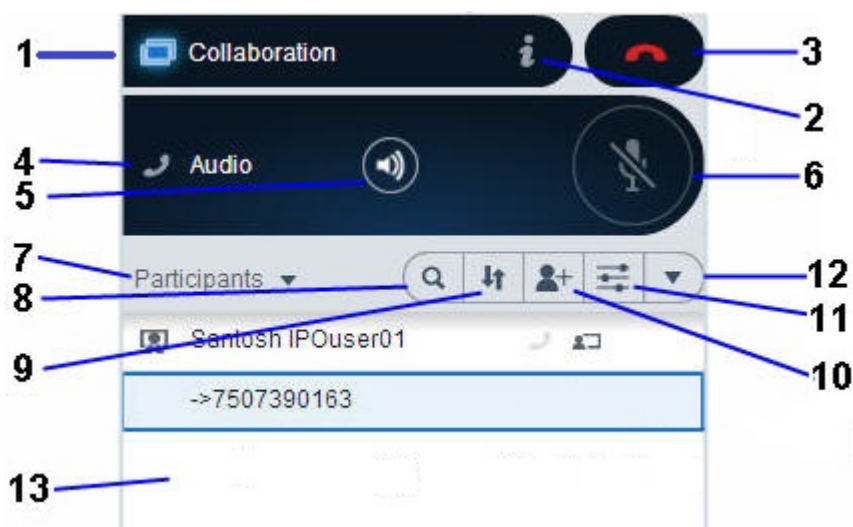 1 Collaboration i 3
2
4 Audio
5 6
7 Participants 12
8 11
Santosh IPOuser01
9 10
->7507390163
13